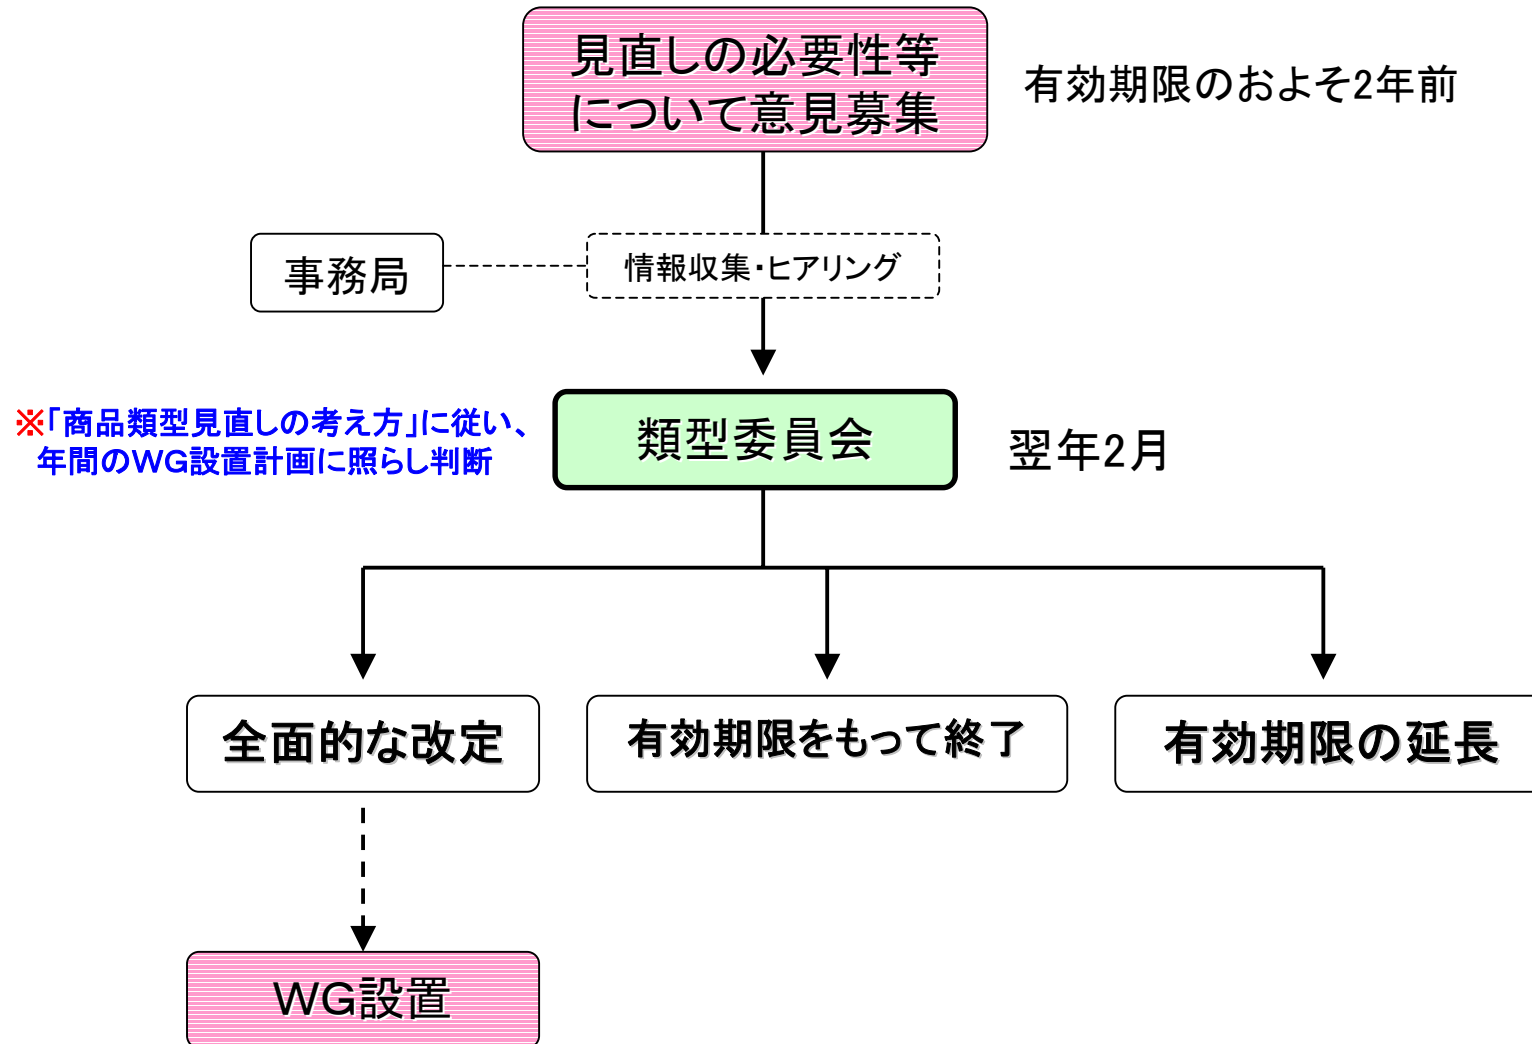 見直しの必要性等
について意見募集
有効期限のおよそ2年前
事務局
情報収集・ヒアリング
※「商品類型見直しの考え方」に従い、
年間のWG設置計画に照らし判断
類型委員会
翌年2月
全面的な改定
有効期限をもって終了
有効期限の延長
WG設置